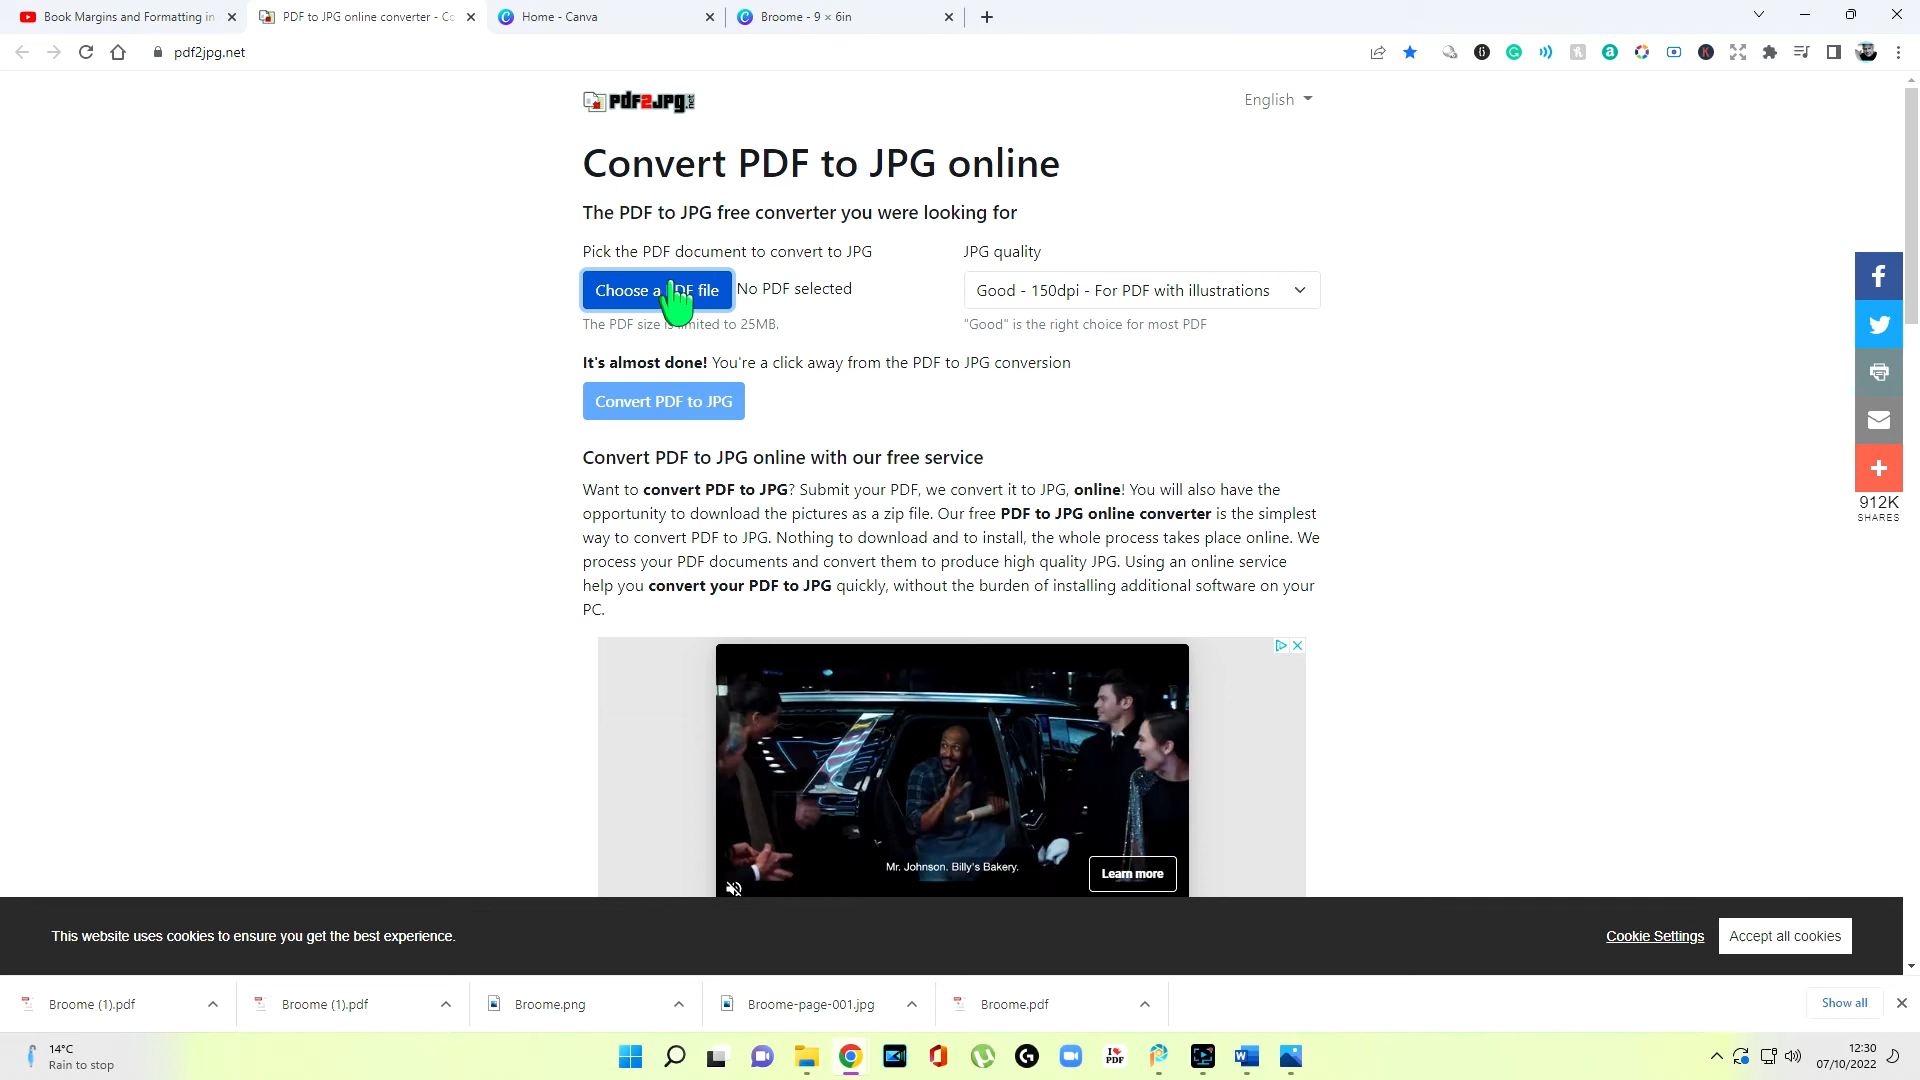 Book Margins and Formatting in
PDF to JPG online converter - Co
Home - Canva
Broome - 9 × 6in
pdf2jpg.net
PDF2JPG.net
English
Convert PDF to JPG online
The PDF to JPG free converter you were looking for
Pick the PDF document to convert to JPG
JPG quality
Choose a PDF file
No PDF selected
Good - 150dpi - For PDF with illustrations
The PDF size is limited to 25MB.
"Good" is the right choice for most PDF
It's almost done! You're a click away from the PDF to JPG conversion
Convert PDF to JPG
912K
SHARES
Convert PDF to JPG online with our free service
Want to convert PDF to JPG? Submit your PDF, we convert it to JPG, online! You will also have the
opportunity to download the pictures as a zip file. Our free PDF to JPG online converter is the simplest
way to convert PDF to JPG. Nothing to download and to install, the whole process takes place online. We
process your PDF documents and convert them to produce high quality JPG. Using an online service
help you convert your PDF to JPG quickly, without the burden of installing additional software on your
PC.
Mr. Johnson. Billy's Bakery.
Learn more
This website uses cookies to ensure you get the best experience.
Cookie Settings
Accept all cookies
Broome (1).pdf
Broome (1).pdf
Broome.png
Broome-page-001.jpg
Broome.pdf
Show all
14°C
Rain to stop
I PDF
12:30
07/10/2022